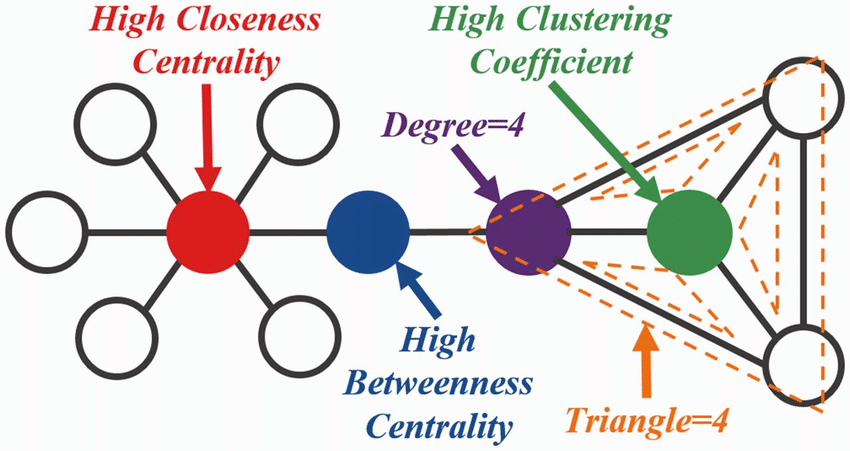 High Closeness
Centrality
High Clustering
Coefficient
Degree=4
High
Betweenness
Centrality
Triangle=4